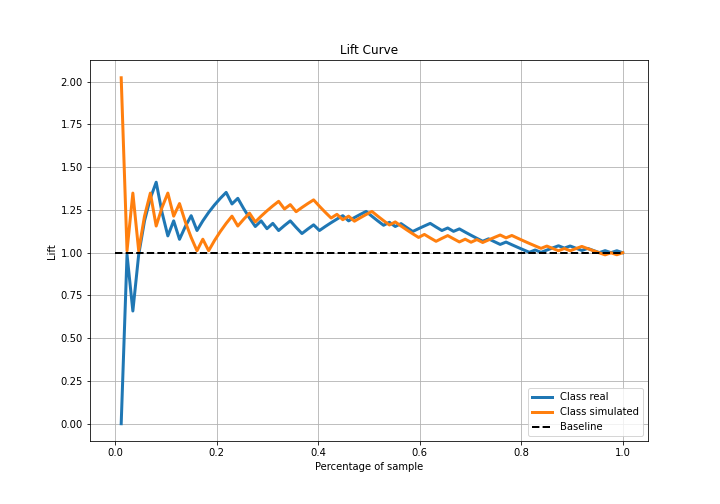 Lift Curve
2.00
1.75
1.50
1.25
1.00
0.75
0.50
0.25
0.00
Lift
0.0 0.2 0.4 0.6 0.8 1.0
Percentage of sample
Class real
Class simulated
Baseline